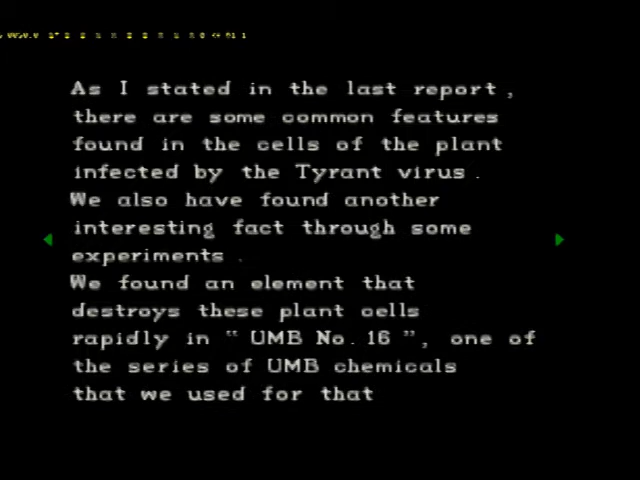 As I stated in the last report,
there are some common features
found in the cells of the plant
infected by the Tyrant virus.
We also have found another
interesting fact through some
experiments.
We found an element that
destroys these plant cells
rapidly in “ UMB No.16 ”, one of
the series of UMB chemicals
that we used for that